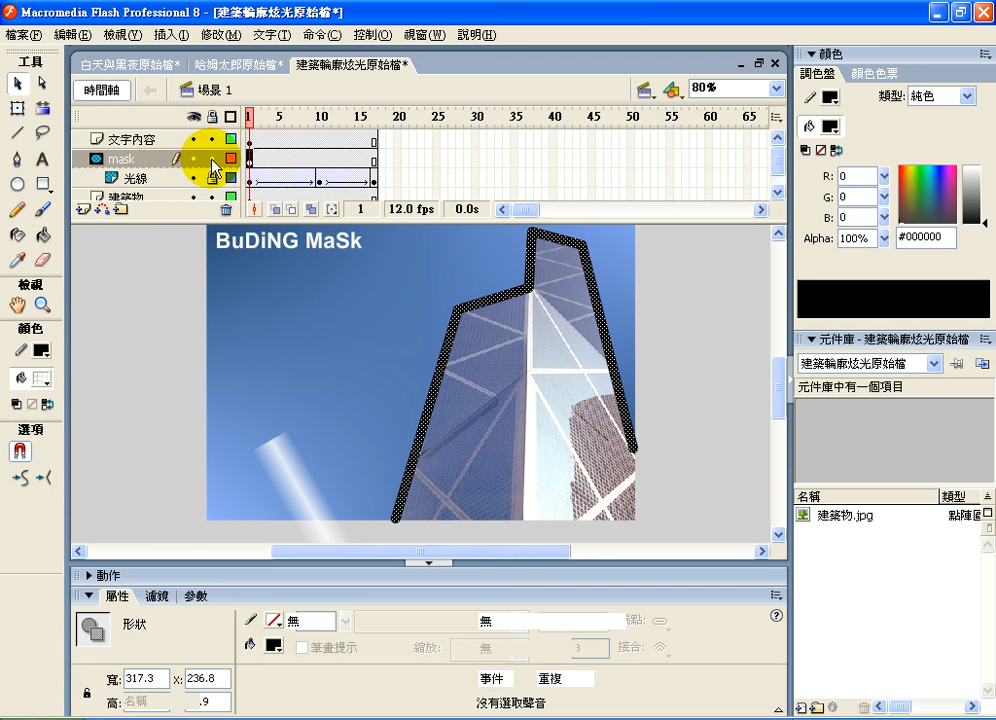 Macromedia Flash Professional 8 - [建築輪廓炫光原始檔*]
檔案(F) 編輯(E) 檢視(V) 插入(I) 修改(M) 文字(T) 命令(C) 控制(O) 視窗(W) 說明(H)
工具
白天與黑夜原始檔* 哈姆太郎原始檔* 建築輪廓炫光原始檔*
時間軸 場景 1 80%
1 5 10 15 20 25 30 35 40 45 50 55 60 65
文字內容
mask
光線
建築物
1 12.0 fps 0.0s
BuDiNG MaSk
檢視
顏色
選項
動作
屬性 濾鏡 參數
形狀
無 無
筆畫提示 縮放: 無 3 接合:
寬: 317.3 X: 236.8
高: 名稱 .9
事件 重複
沒有選取聲音
顏色
調色盤 顏色色票
類型: 純色
R: 0
G: 0
B: 0
Alpha: 100% #000000
元件庫 - 建築輪廓炫光原始檔
建築輪廓炫光原始檔
元件庫中有一個項目
名稱 類型
建築物.jpg 點陣圖